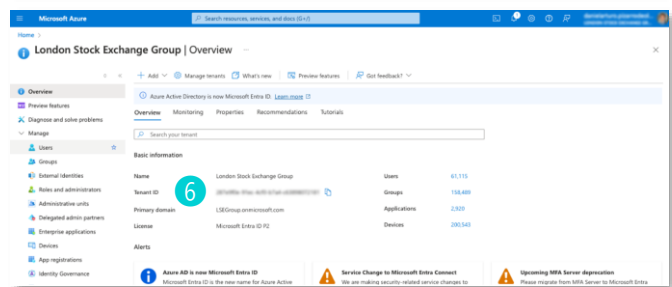 Microsoft Azure
Search resources, services, and docs (G+/)
Home >
London Stock Exchange Group | Overview
Add
Manage tenants
What's new
Preview features
Got feedback?
Overview
Preview features
Diagnose and solve problems
Manage
Users
Groups
External Identities
Roles and administrators
Administrative units
Delegated admin partners
Enterprise applications
Devices
App registrations
Identity Governance
Azure Active Directory is now Microsoft Entra ID. Learn more
Overview Monitoring Properties Recommendations Tutorials
Search your tenant
Basic information
Name London Stock Exchange Group Users 61,115
Tenant ID 6 Groups 158,489
Primary domain LSEGroup.onmicrosoft.com Applications 2,920
License Microsoft Entra ID P2 Devices 200,543
Alerts
Azure AD is now Microsoft Entra ID
Microsoft Entra ID is the new name for Azure Active
Service Change to Microsoft Entra Connect
We are making security-related service changes to
Upcoming MFA Server deprecation
Please migrate from MFA Server to Microsoft Entra